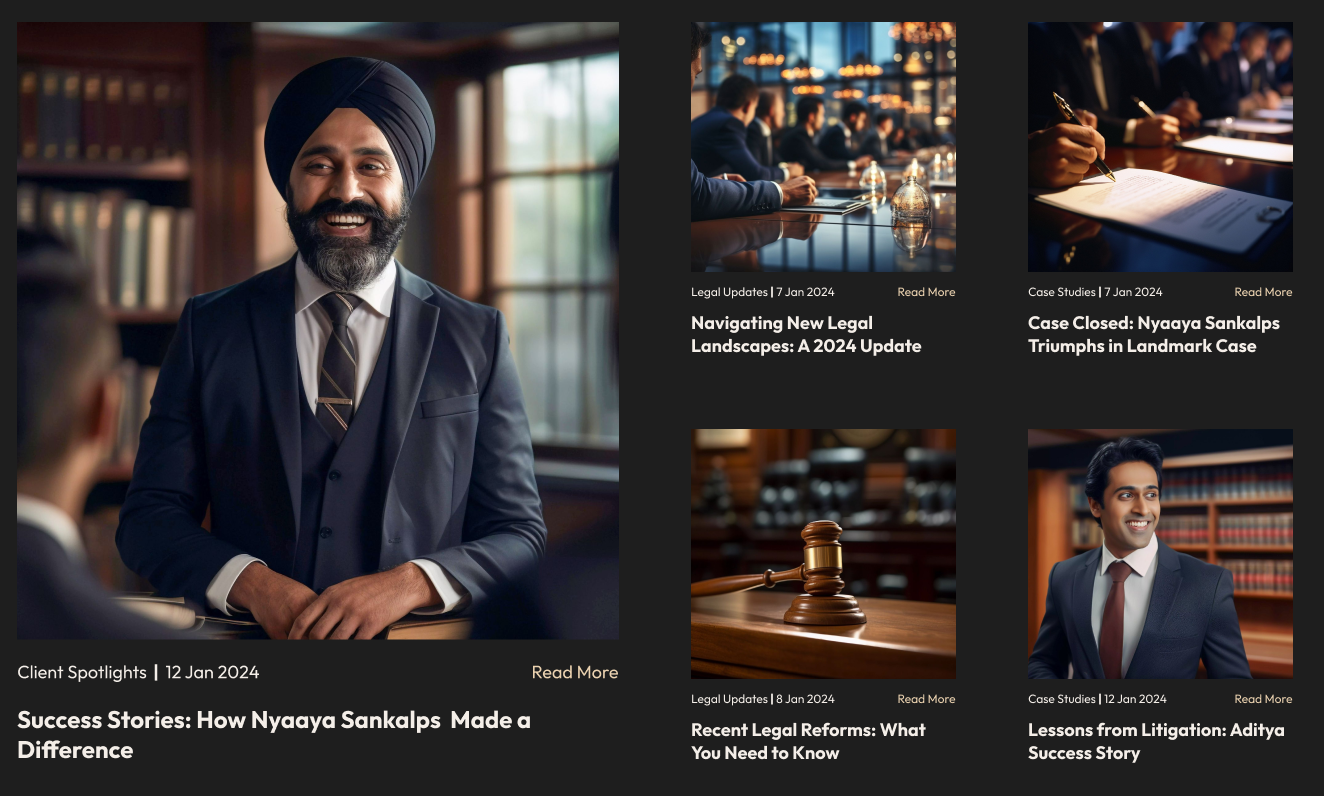 Client Spotlights | 12 Jan 2024
Read More
Success Stories: How Nyaaya Sankalps  Made a
Difference
Legal Updates | 7 Jan 2024
Read More
Navigating New Legal
Landscapes: A 2024 Update
Case Studies | 7 Jan 2024
Read More
Case Closed: Nyaaya Sankalps
Triumphs in Landmark Case
Legal Updates | 8 Jan 2024
Read More
Recent Legal Reforms: What
You Need to Know
Case Studies | 12 Jan 2024
Read More
Lessons from Litigation: Aditya
Success Story